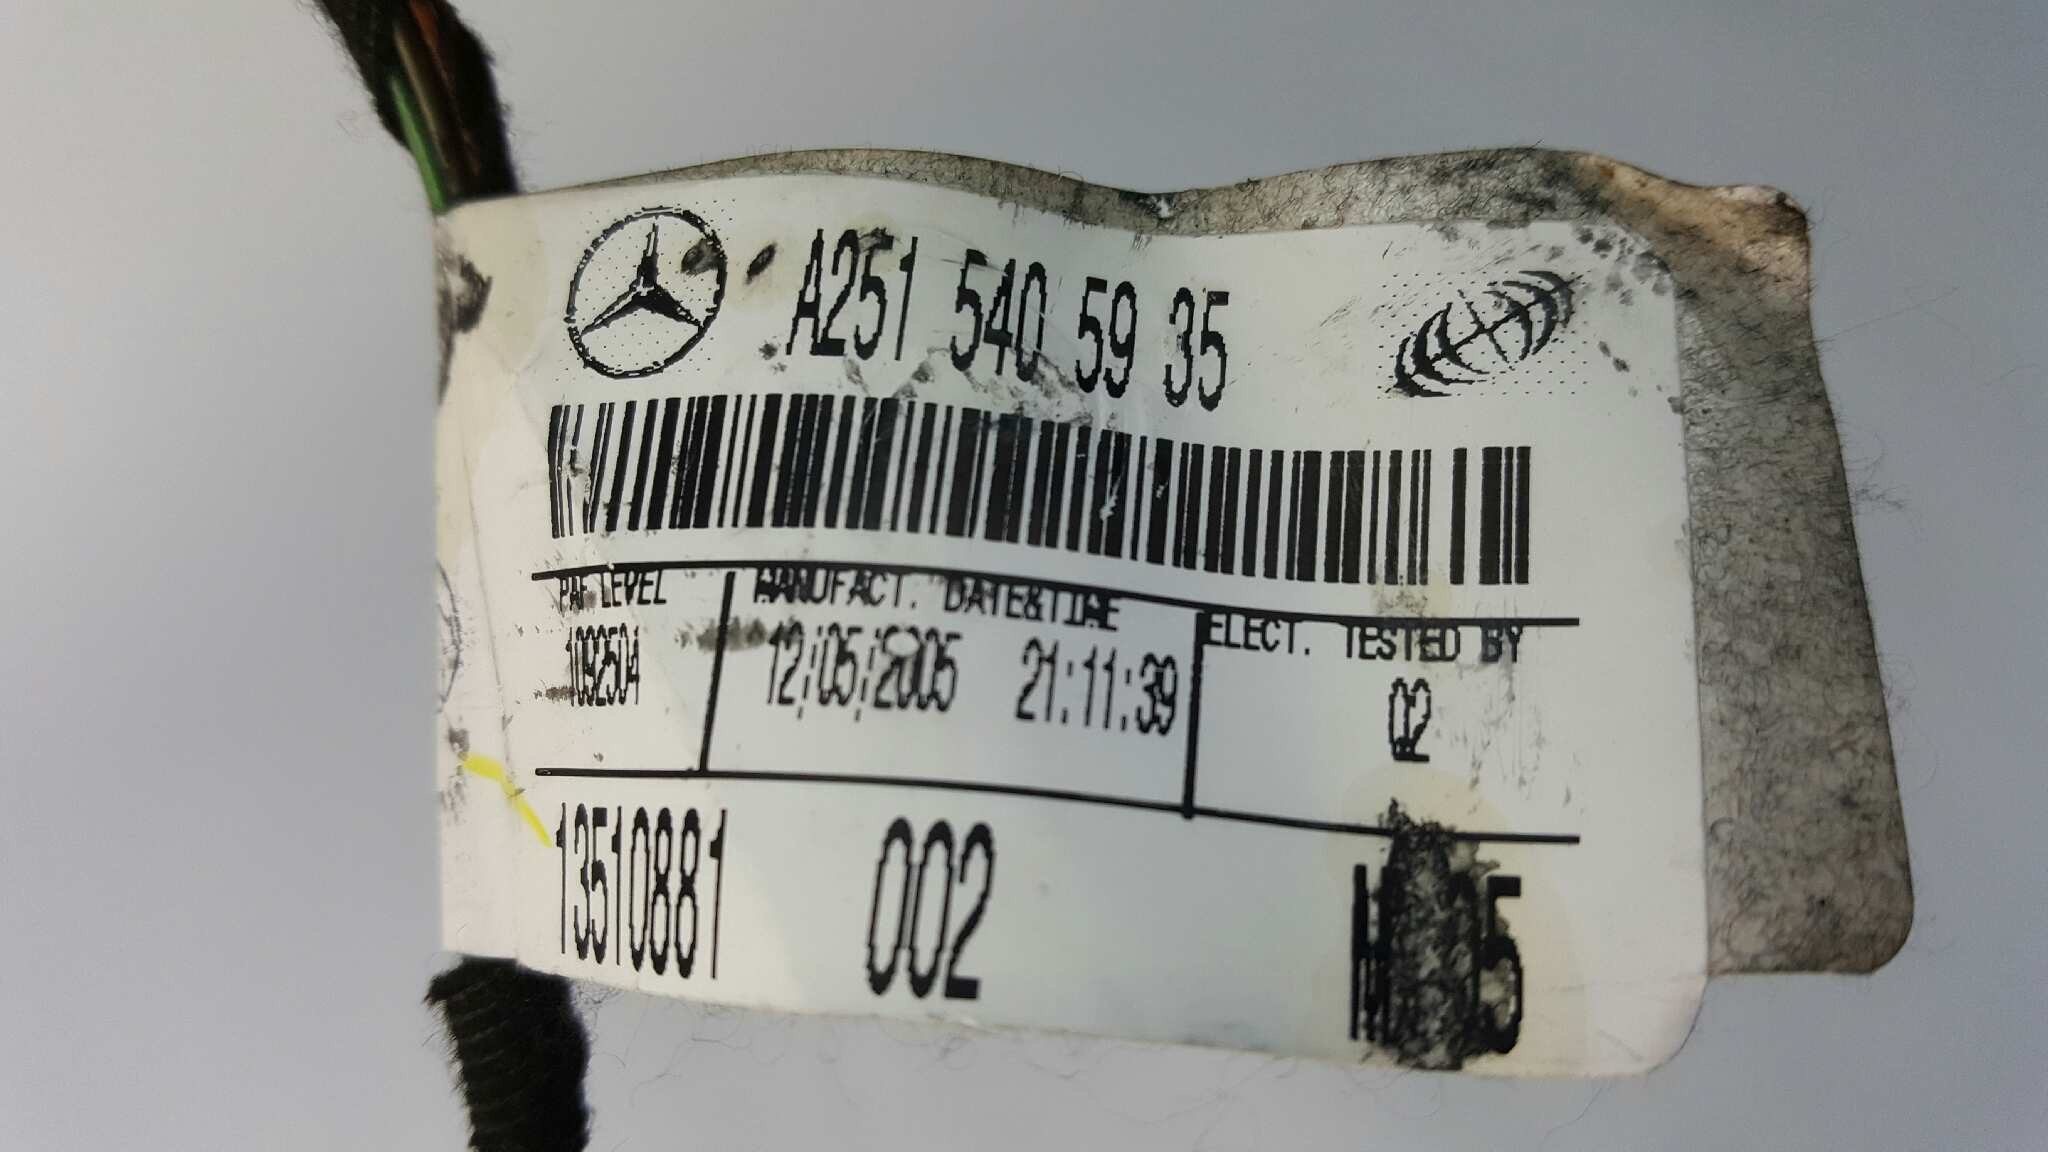 A251 540 59 35
PAF LEVEL
MANUFACT. DATE&TIME
ELECT. TESTED BY
1092504
12/05/2005 21:11:39
02
13510881 002